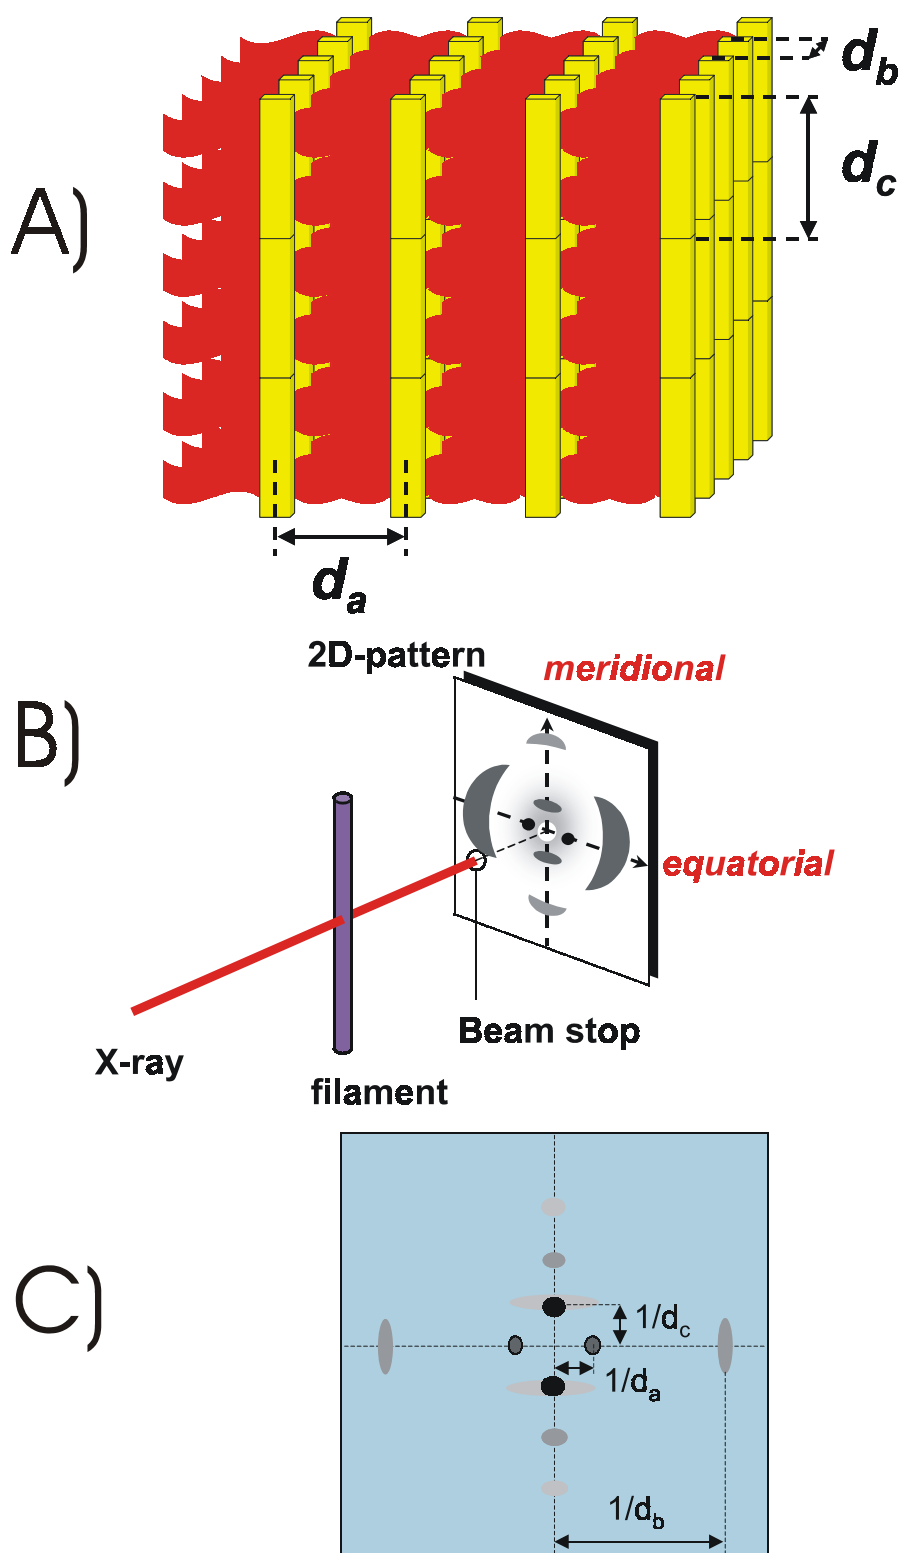 A)
d_b
d_c
d_a
B)
2D-pattern
meridional
equatorial
Beam stop
X-ray
filament
C)
1/d_c
1/d_a
1/d_b